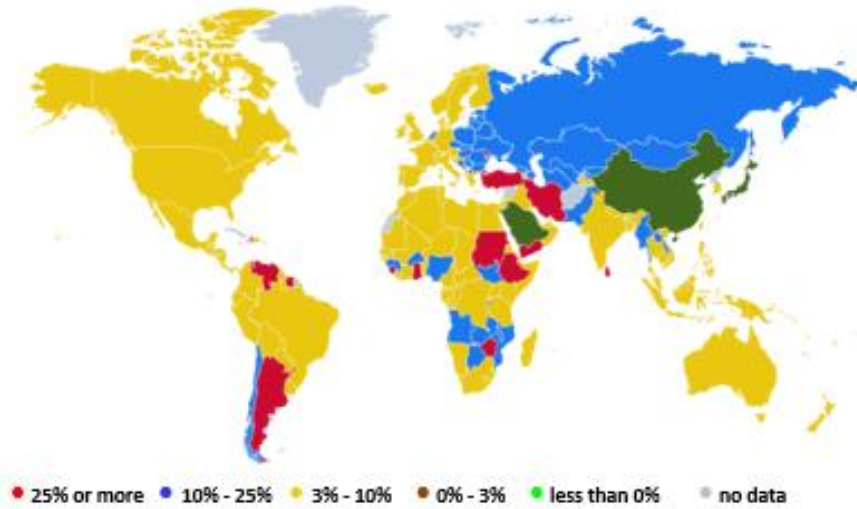 25% or more 10% - 25% 3% - 10% 0% - 3% less than 0% no data